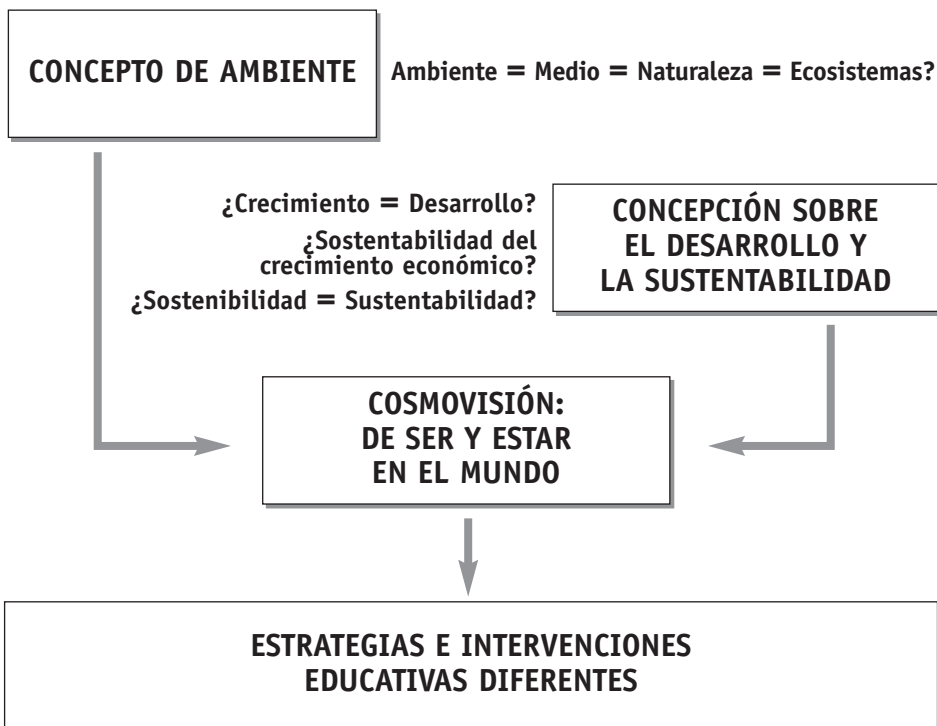 CONCEPTO DE AMBIENTE
Ambiente = Medio = Naturaleza = Ecosistemas?
¿Crecimiento = Desarrollo?
¿Sostentabilidad del
crecimiento económico?
¿Sostenibilidad = Sustentabilidad?
CONCEPCIÓN SOBRE
EL DESARROLLO Y
LA SUSTENTABILIDAD
COSMOVISIÓN:
DE SER Y ESTAR
EN EL MUNDO
ESTRATEGIAS E INTERVENCIONES
EDUCATIVAS DIFERENTES